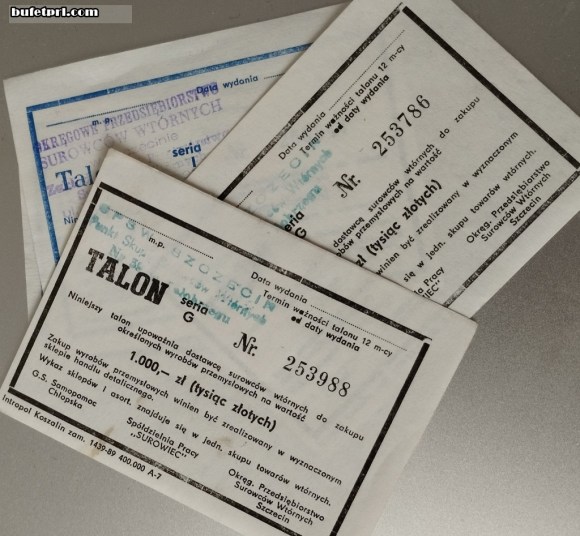 bufetprl.com
Data wydania
m.p.
OKRĘGOWE PRZEDSIĘBIORSTWO
SUROWCÓW WTÓRNYCH
seria
Data wydania
Termin ważności talonu 12 m-cy
od daty wydania
Nr. 253786
dostawcę surowców wtórnych do zakupu
wyrobów przemysłowych na wartość
zł (tysiąc złotych)
winien być zrealizowany w wyznaczonym
się w jedn. skupu towarów wtórnych.
Pracy
Okręg. Przedsiębiorstwo
Surowców Wtórnych
Szczecin
OPSW SZCZECIN
Punkt
m.p.
Data wydania
Termin ważności talonu 12 m-cy
od daty wydania
TALON
seria
G
Nr. 253988
Niniejszy talon upoważnia dostawcę surowców wtórnych do zakupu
określonych wyrobów przemysłowych na wartość
1.000,— zł (tysiąc złotych)
Zakup wyrobów przemysłowych winien być zrealizowany w wyznaczonym
sklepie handlu detalicznego.
Wykaz sklepów i asort. znajduje się w jedn. skupu towarów wtórnych.
G.S. Samopomoc
Chłopska
Spółdzielnia Pracy
„SUROWIEC"
Okręg. Przedsiębiorstwo
Surowców Wtórnych
Szczecin
Intropol Koszalin zam. 1439-89 400.000 A-7